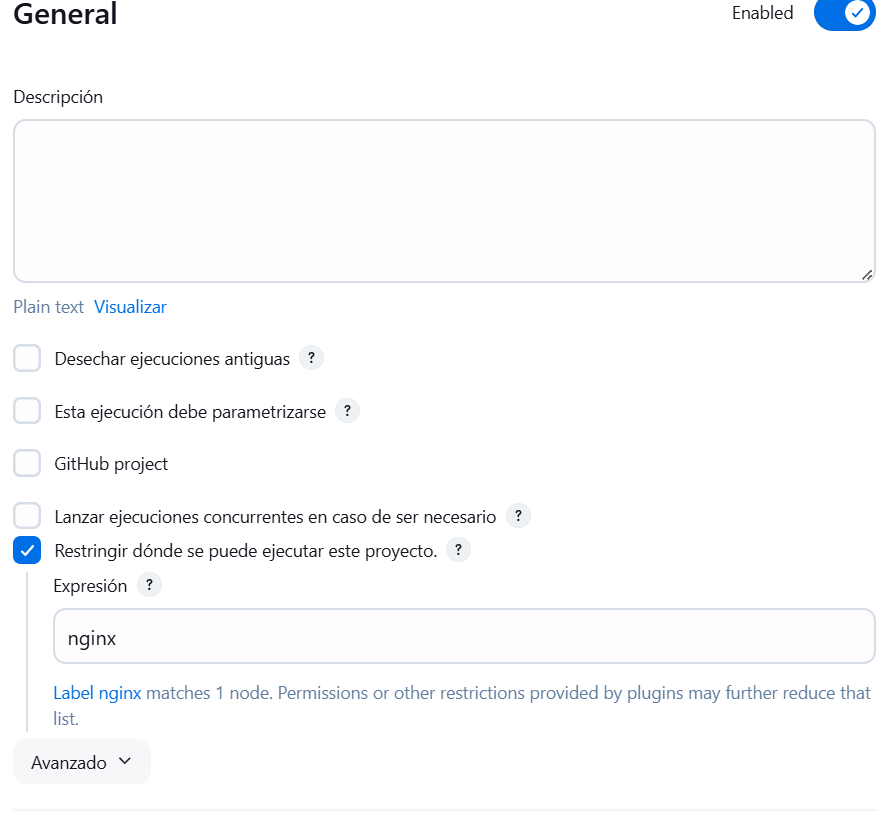 General
Enabled
Descripción
Plain text Visualizar
Desechar ejecuciones antiguas ?
Esta ejecución debe parametrizarse ?
GitHub project
Lanzar ejecuciones concurrentes en caso de ser necesario ?
Restringir dónde se puede ejecutar este proyecto. ?
Expresión ?
nginx
Label nginx matches 1 node. Permissions or other restrictions provided by plugins may further reduce that
list.
Avanzado